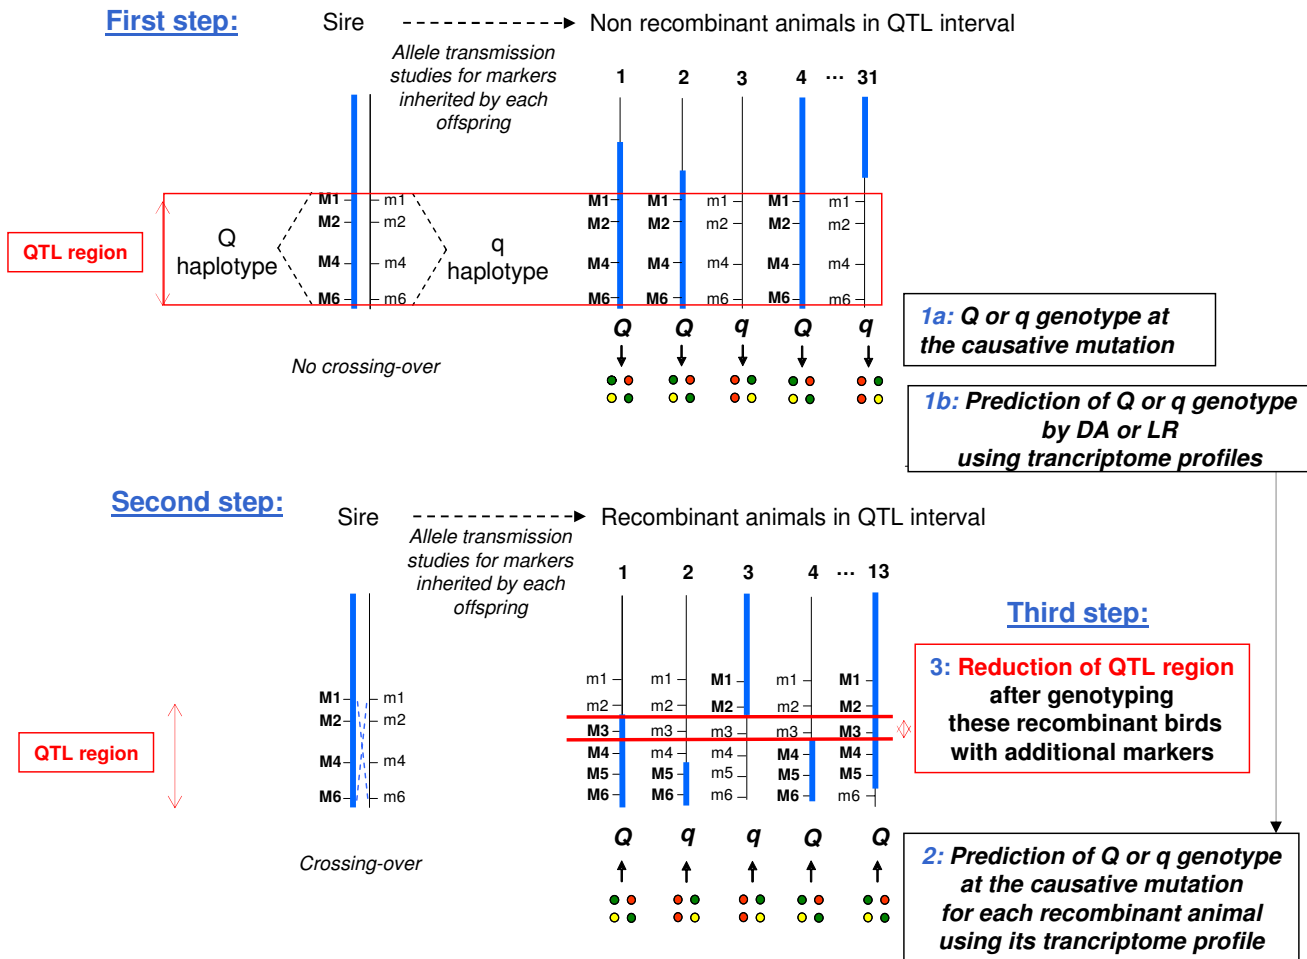 First step:
Sire
Non recombinant animals in QTL interval
Allele transmission
studies for markers
inherited by each
offspring
1 2 3 4 ... 31
M1 m1 M1 M1 m1 M1 m1
M2 m2 M2 M2 m2 M2 m2
M4 m4 M4 M4 m4 M4 m4
M6 m6 M6 M6 m6 M6 m6
QTL region
Q
haplotype
q
haplotype
Q Q q Q q
No crossing-over
1a: Q or q genotype at
the causative mutation
1b: Prediction of Q or q genotype
by DA or LR
using trancriptome profiles
Second step:
Sire
Recombinant animals in QTL interval
Allele transmission
studies for markers
inherited by each
offspring
1 2 3 4 ... 13
M1 m1
M2 m2
M4 m4
M6 m6
QTL region
m1 m2 M3 M4 M5 M6
m1 m2 m3 m4 M5 M6
M1 M2 m3 m4 m5 m6
m1 m2 m3 M4 M5 M6
M1 M2 M3 M4 M5 m6
Q q q Q Q
Crossing-over
Third step:
3: Reduction of QTL region
after genotyping
these recombinant birds
with additional markers
2: Prediction of Q or q genotype
at the causative mutation
for each recombinant animal
using its trancriptome profile